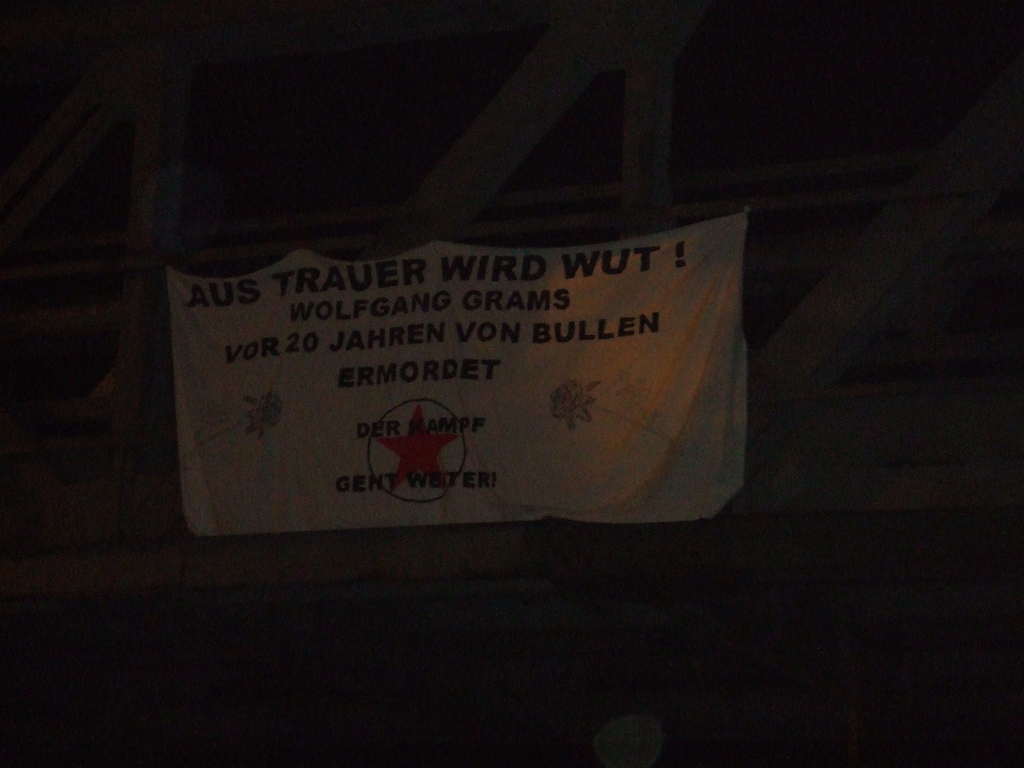 AUS TRAUER WIRD WUT !
WOLFGANG GRAMS
VOR 20 JAHREN VON BULLEN
ERMORDET
DER KAMPF
GEHT WEITER!